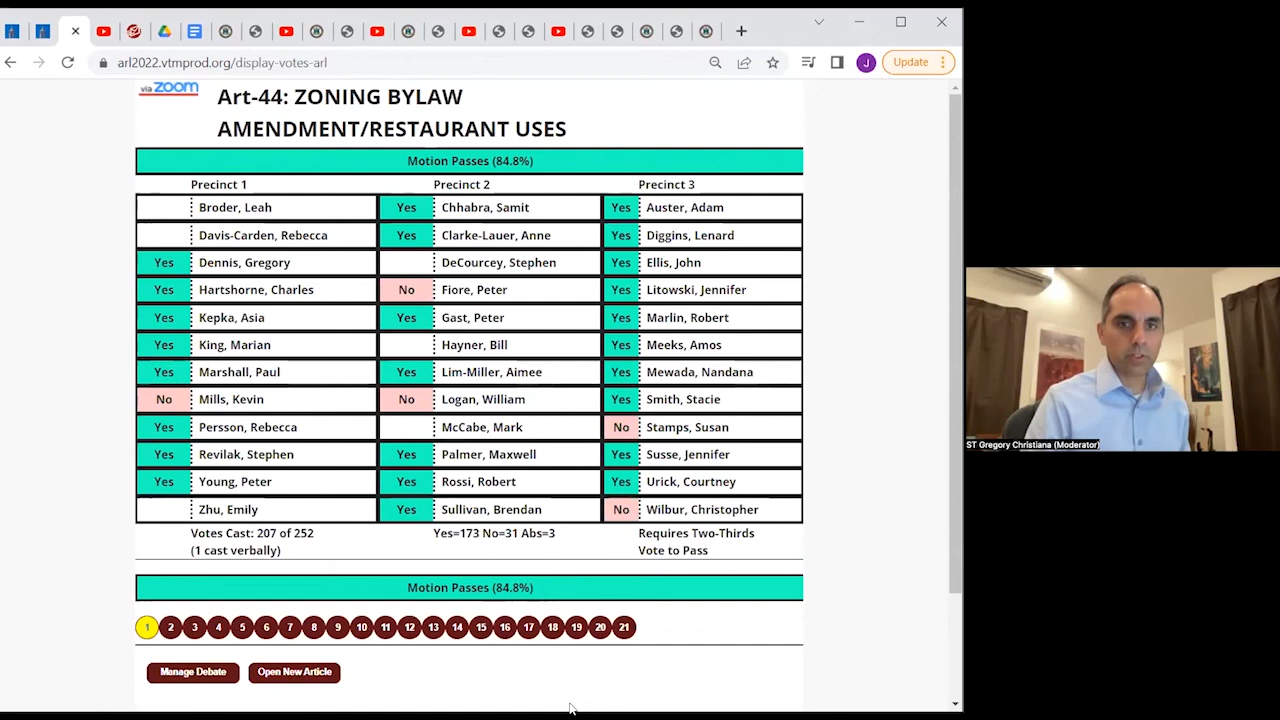 arl2022.vtmprod.org/display-votes-arl
J
Update
via zoom
Art-44: ZONING BYLAW
AMENDMENT/RESTAURANT USES
Motion Passes (84.8%)
Precinct 1 Precinct 2 Precinct 3
Broder, Leah Yes Chhabra, Samit Yes Auster, Adam
Davis-Carden, Rebecca Yes Clarke-Lauer, Anne Yes Diggins, Lenard
Yes Dennis, Gregory DeCourcey, Stephen Yes Ellis, John
Yes Hartshorne, Charles No Fiore, Peter Yes Litowski, Jennifer
Yes Kepka, Asia Yes Gast, Peter Yes Marlin, Robert
Yes King, Marian Hayner, Bill Yes Meeks, Amos
Yes Marshall, Paul Yes Lim-Miller, Aimee Yes Mewada, Nandana
No Mills, Kevin No Logan, William Yes Smith, Stacie
Yes Persson, Rebecca McCabe, Mark No Stamps, Susan
Yes Revilak, Stephen Yes Palmer, Maxwell Yes Susse, Jennifer
Yes Young, Peter Yes Rossi, Robert Yes Urick, Courtney
Zhu, Emily Yes Sullivan, Brendan No Wilbur, Christopher
Votes Cast: 207 of 252 Yes=173 No=31 Abs=3 Requires Two-Thirds
(1 cast verbally) Vote to Pass
Motion Passes (84.8%)
1 2 3 4 5 6 7 8 9 10 11 12 13 14 15 16 17 18 19 20 21
Manage Debate Open New Article
ST Gregory Christiana (Moderator)